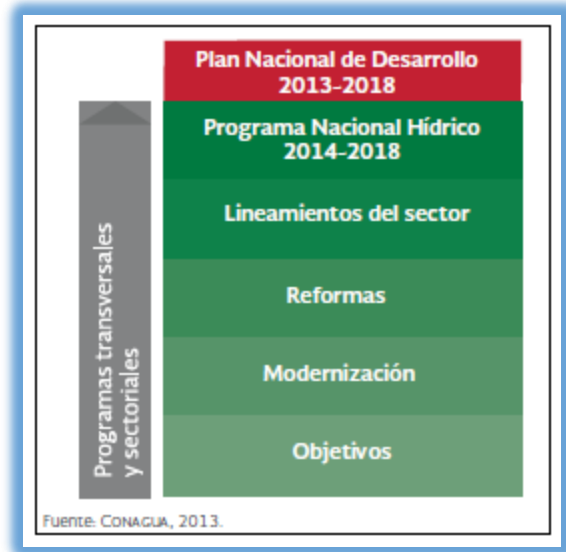 Plan Nacional de Desarrollo
2013-2018
Programa Nacional Hídrico
2014-2018
Lineamientos del sector
Reformas
Modernización
Objetivos
Programas transversales
y sectoriales
Fuente: CONAGUA, 2013.